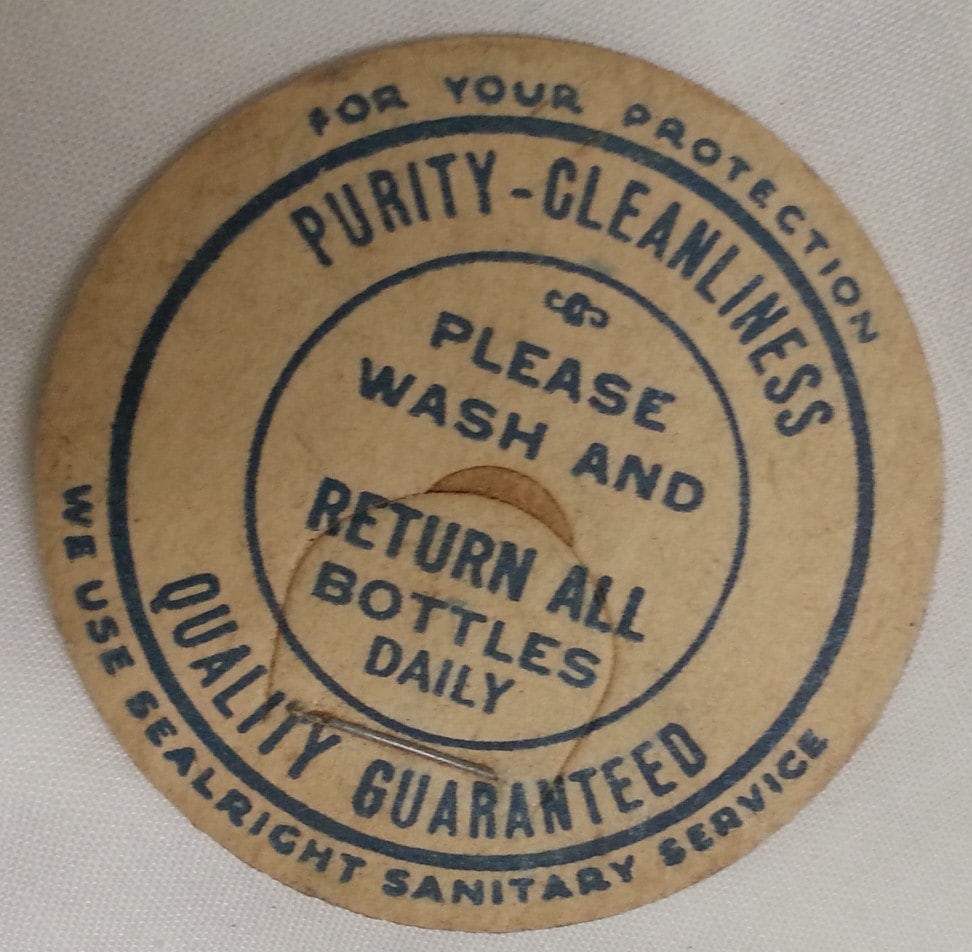 FOR YOUR PROTECTION
PURITY-CLEANLINESS
PLEASE
WASH AND
RETURN ALL
BOTTLES
DAILY
QUALITY GUARANTEED
WE USE SEALRIGHT SANITARY SERVICE